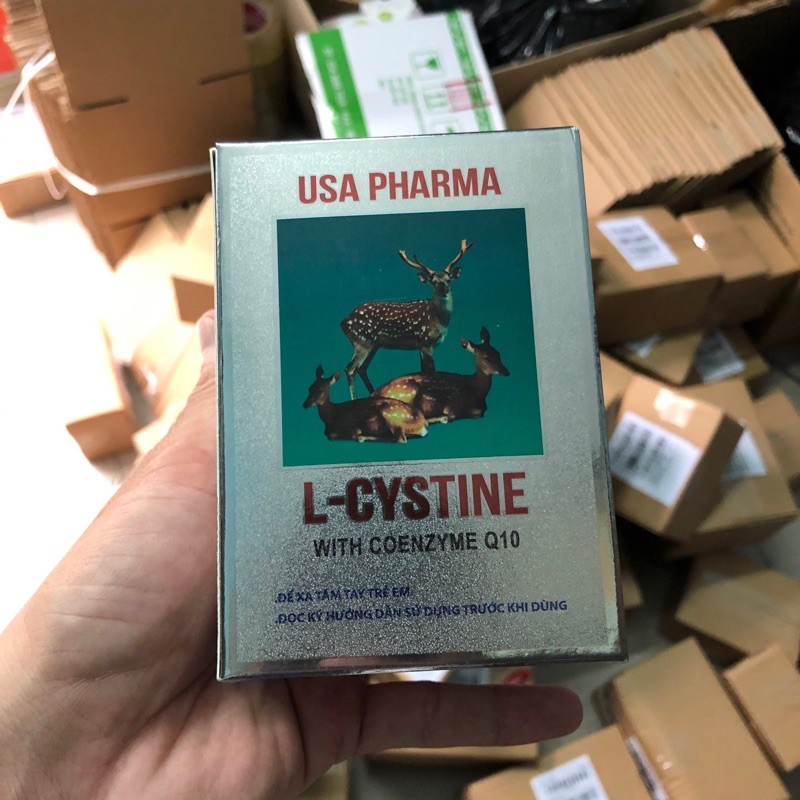 USA PHARMA
L-CYSTINE
WITH COENZYME Q10
.ĐỂ XA TẦM TAY TRẺ EM
.ĐỌC KỸ HƯỚNG DẪN SỬ DỤNG TRƯỚC KHI DÙNG